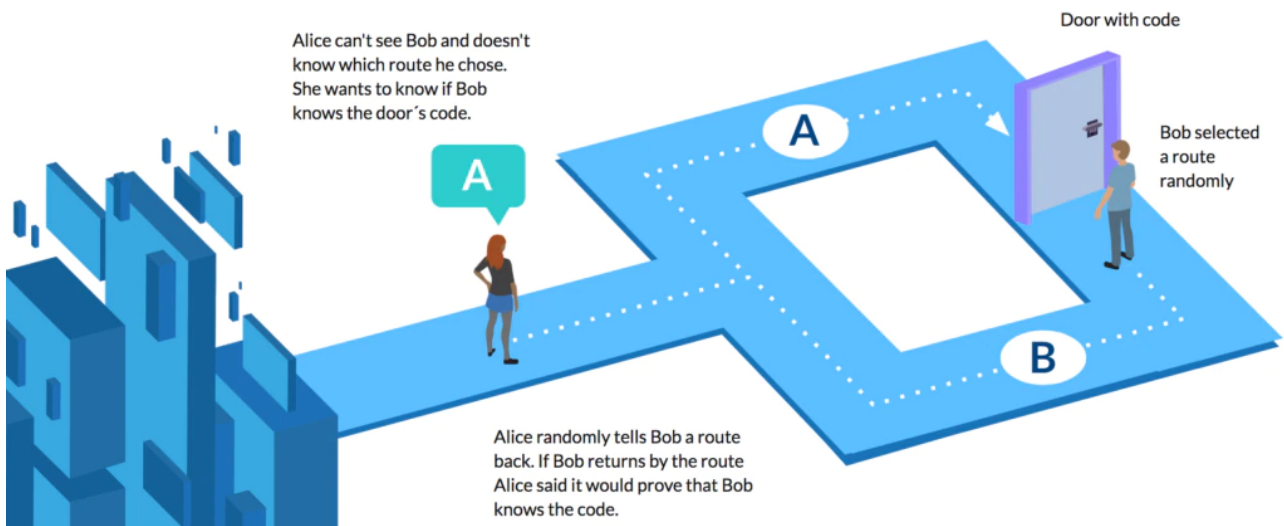 Door with code
Alice can't see Bob and doesn't
know which route he chose.
She wants to know if Bob
knows the door´s code.
A
A
Bob selected
a route
randomly
B
Alice randomly tells Bob a route
back. If Bob returns by the route
Alice said it would prove that Bob
knows the code.